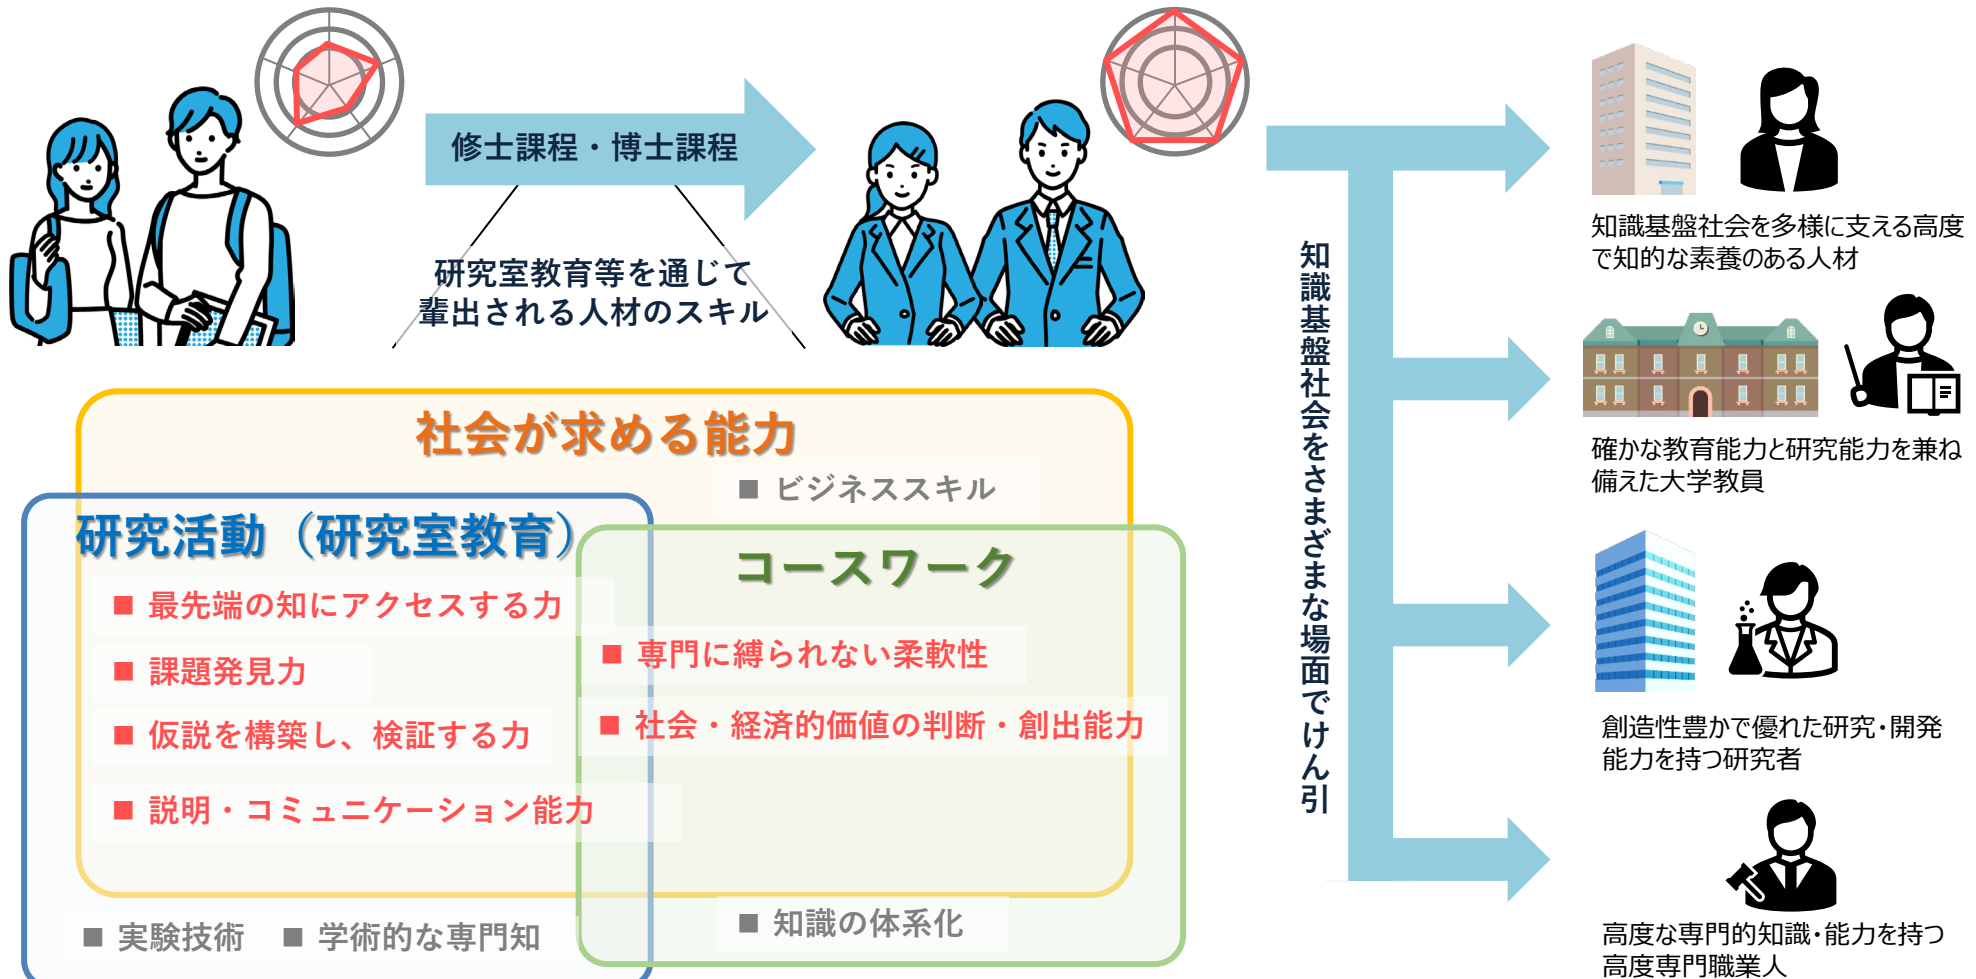 修士課程・博士課程
研究室教育等を通じて
輩出される人材のスキル
社会が求める能力
■ ビジネススキル
研究活動（研究室教育）
■ 最先端の知にアクセスする力
■ 課題発見力
■ 仮説を構築し、検証する力
■ 説明・コミュニケーション能力
コースワーク
■ 専門に縛られない柔軟性
■ 社会・経済的価値の判断・創出能力
■ 実験技術
■ 学術的な専門知
■ 知識の体系化
知識基盤社会をさまざまな場面でけん引
知識基盤社会を多様に支える高度
で知的な素養のある人材
確かな教育能力と研究能力を兼ね
備えた大学教員
創造性豊かで優れた研究・開発
能力を持つ研究者
高度な専門的知識・能力を持つ
高度専門職業人